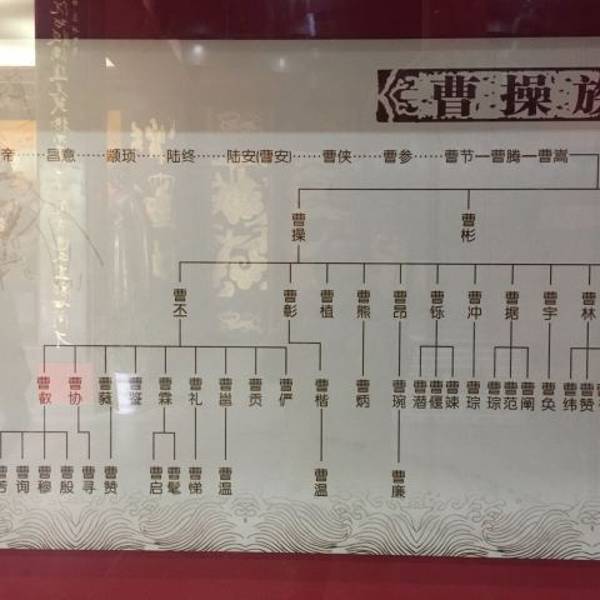 曹操族
帝……昌意……颛顼……陆终……陆安(曹安)……曹侠……曹参……曹节—曹腾—曹嵩
曹操 曹彬
曹丕 曹彰 曹植 曹熊 曹昂 曹铄 曹冲 曹据 曹宇 曹林
曹叡 曹协 曹蕤 曹鉴 曹霖 曹礼 曹邕 曹贡 曹俨 曹楷 曹炳 曹琬 曹潜 曹偃 曹竦 曹琮 曹琮 曹范 曹阐 曹奂 曹纬 曹赞
曹芳 曹询 曹穆 曹殷 曹寻 曹赞 曹启 曹髦 曹悌 曹温 曹温 曹廉